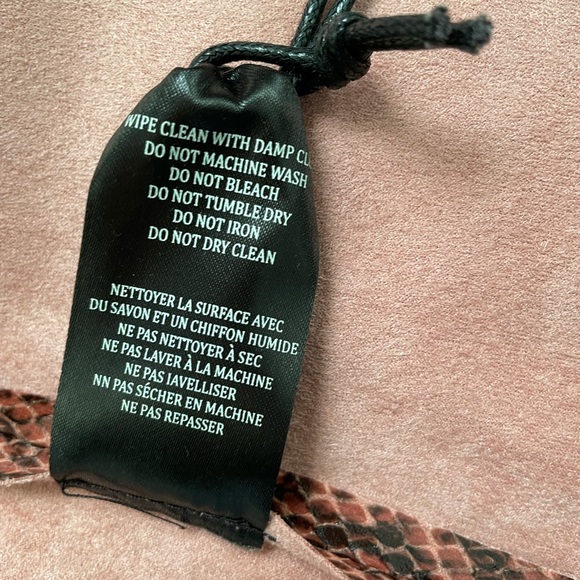 WIPE CLEAN WITH DAMP CL
DO NOT MACHINE WASH
DO NOT BLEACH
DO NOT TUMBLE DRY
DO NOT IRON
DO NOT DRY CLEAN
NETTOYER LA SURFACE AVEC
DU SAVON ET UN CHIFFON HUMIDE
NE PAS NETTOYER À SEC
NE PAS LAVER À LA MACHINE
NE PAS IAVELLISER
NN PAS SÉCHER EN MACHINE
NE PAS REPASSER